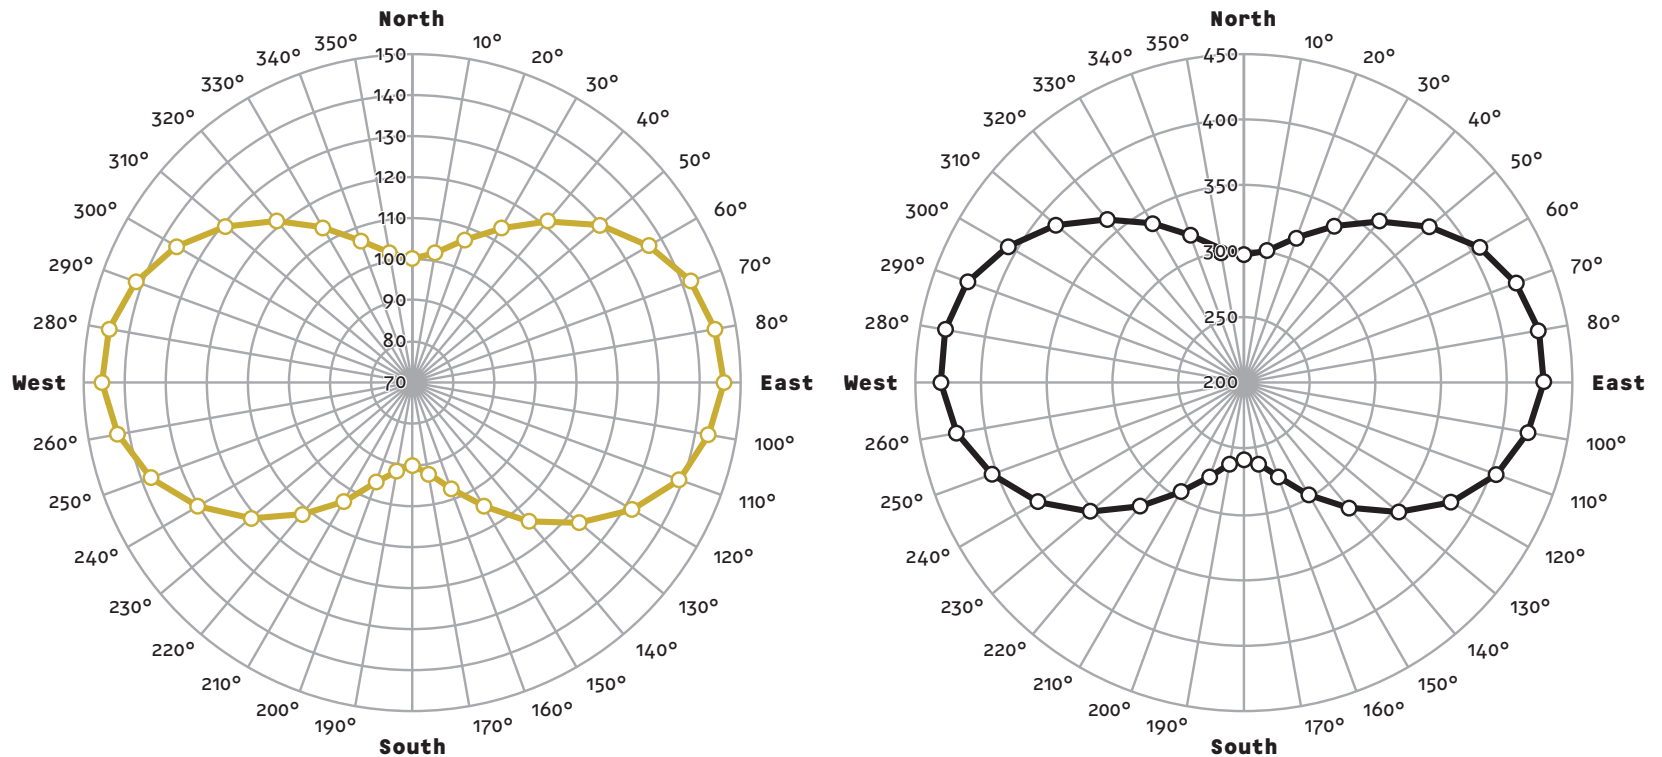 North North
350° 150 10° 350° 450 10°
340° 20° 340° 20°
330° 140 30° 330° 30°
320° 130 40° 320° 400 40°
310° 120 50° 310° 350 50°
300° 110 60° 300° 60°
290° 100 70° 290° 300 70°
280° 90 80° 280° 250 80°
80
West 70 East West 200 East
260° 100° 260° 100°
250° 110° 250° 110°
240° 120° 240° 120°
230° 130° 230° 130°
220° 140° 220° 140°
210° 150° 210° 150°
200° 160° 200° 160°
190° 170° 190° 170°
South South